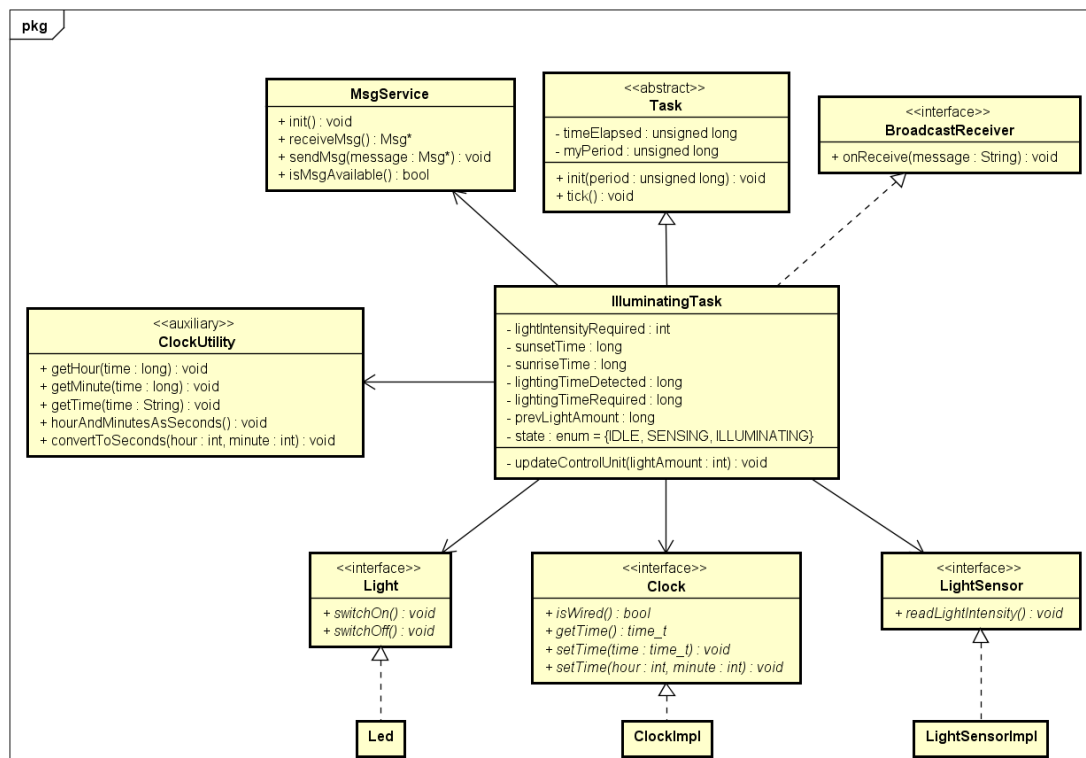 pkg
MsgService
+ init() : void
+ receiveMsg() : Msg*
+ sendMsg(message : Msg*) : void
+ isMsgAvailable() : bool
<<abstract>>
Task
- timeElapsed : unsigned long
- myPeriod : unsigned long
+ init(period : unsigned long) : void
+ tick() : void
<<interface>>
BroadcastReceiver
+ onReceive(message : String) : void
<<auxiliary>>
ClockUtility
+ getHour(time : long) : void
+ getMinute(time : long) : void
+ getTime(time : String) : void
+ hourAndMinutesAsSeconds() : void
+ convertToSeconds(hour : int, minute : int) : void
IlluminatingTask
- lightIntensityRequired : int
- sunsetTime : long
- sunriseTime : long
- lightingTimeDetected : long
- lightingTimeRequired : long
- prevLightAmount : long
- state : enum = {IDLE, SENSING, ILLUMINATING}
- updateControlUnit(lightAmount : int) : void
<<interface>>
Light
+ switchOn() : void
+ switchOff() : void
<<interface>>
Clock
+ isWired() : bool
+ getTime() : time_t
+ setTime(time : time_t) : void
+ setTime(hour : int, minute : int) : void
<<interface>>
LightSensor
+ readLightIntensity() : void
Led
ClockImpl
LightSensorImpl